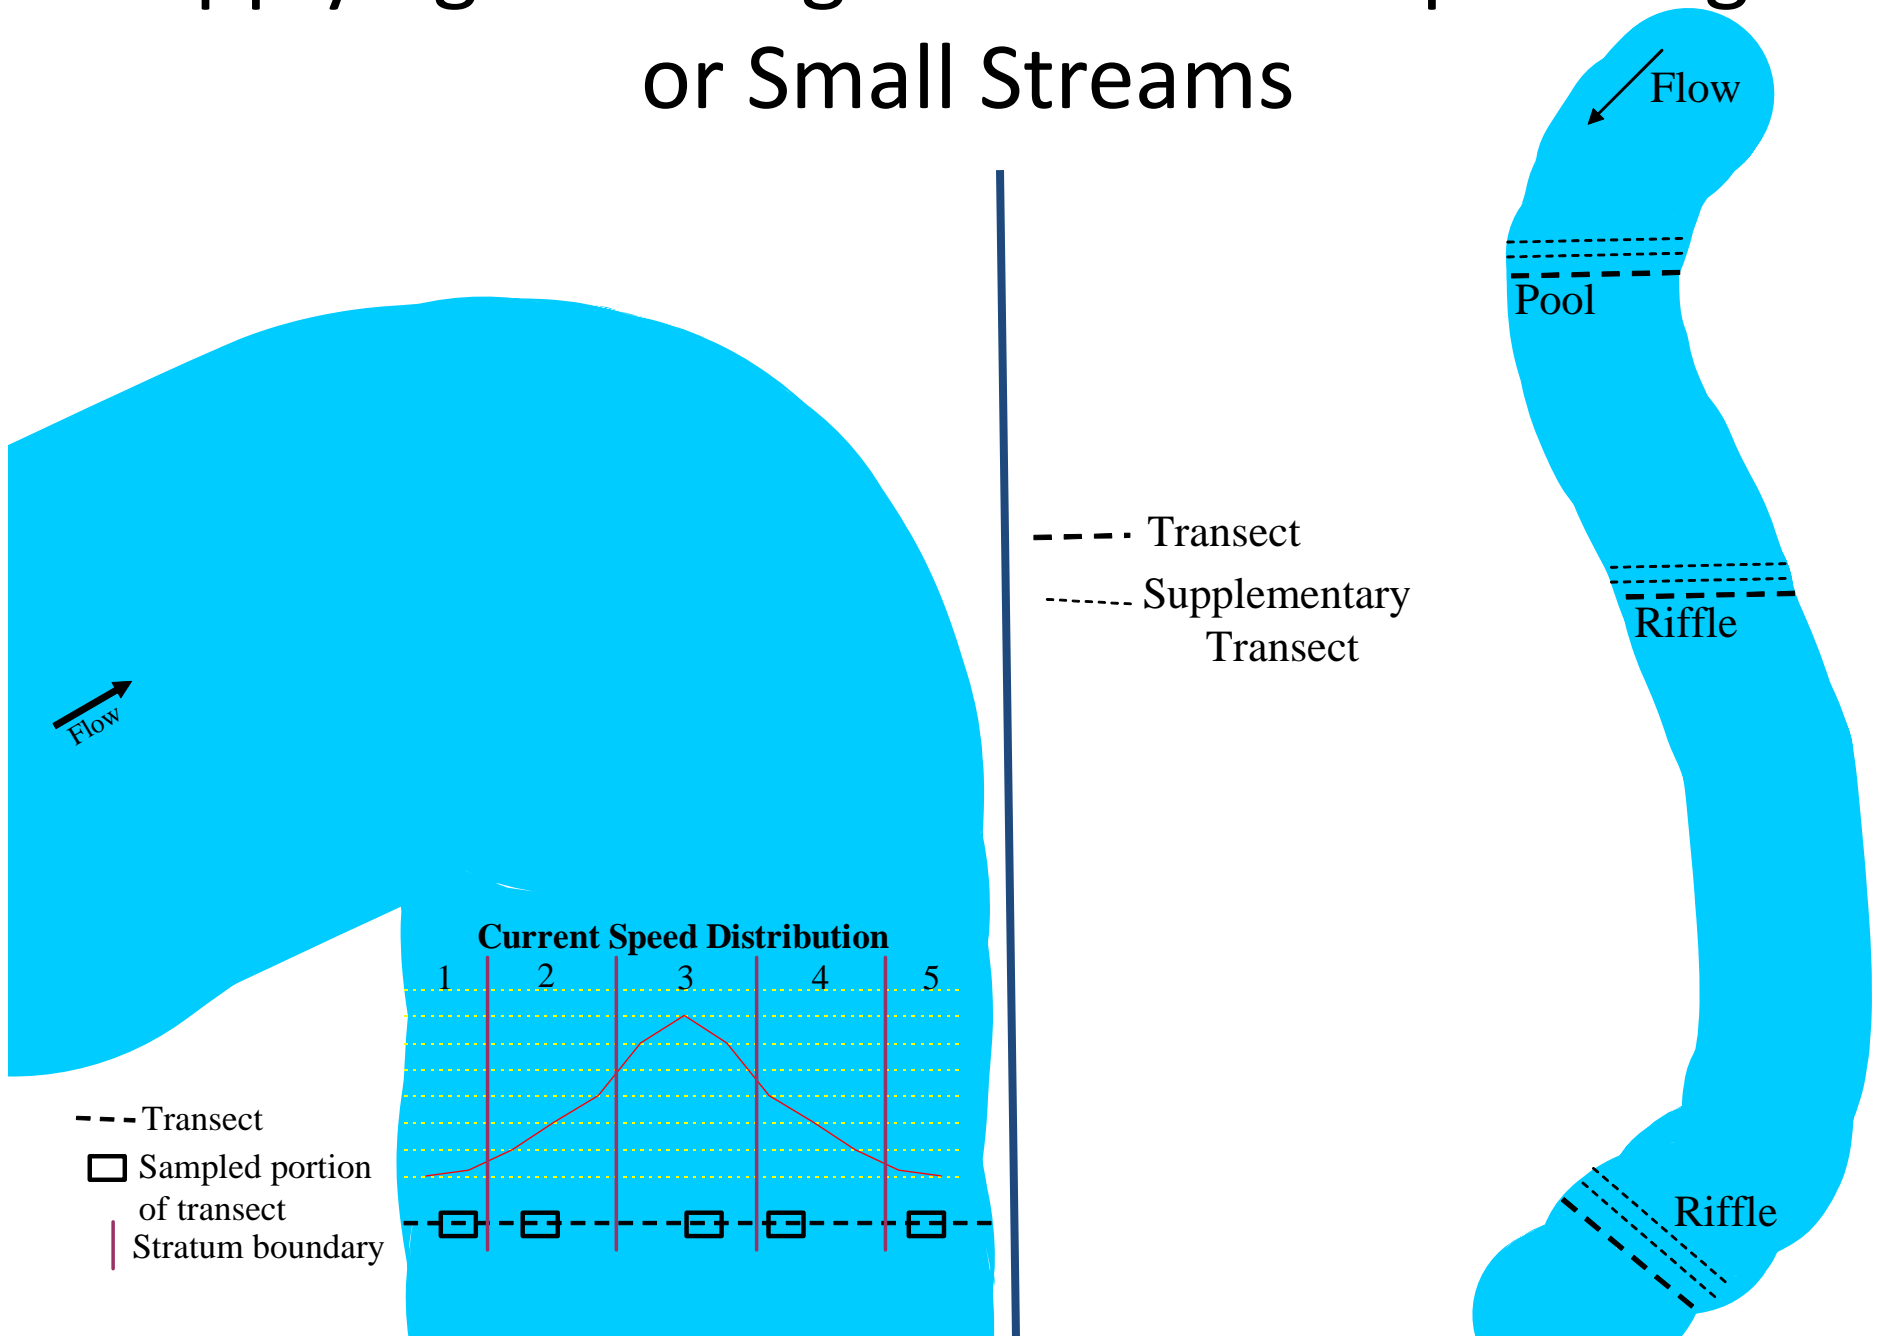 or Small Streams
Flow
Pool
Transect
Supplementary
Transect
Riffle
Flow
Current Speed Distribution
1 2 3 4 5
Transect
Sampled portion
of transect
Stratum boundary
Riffle